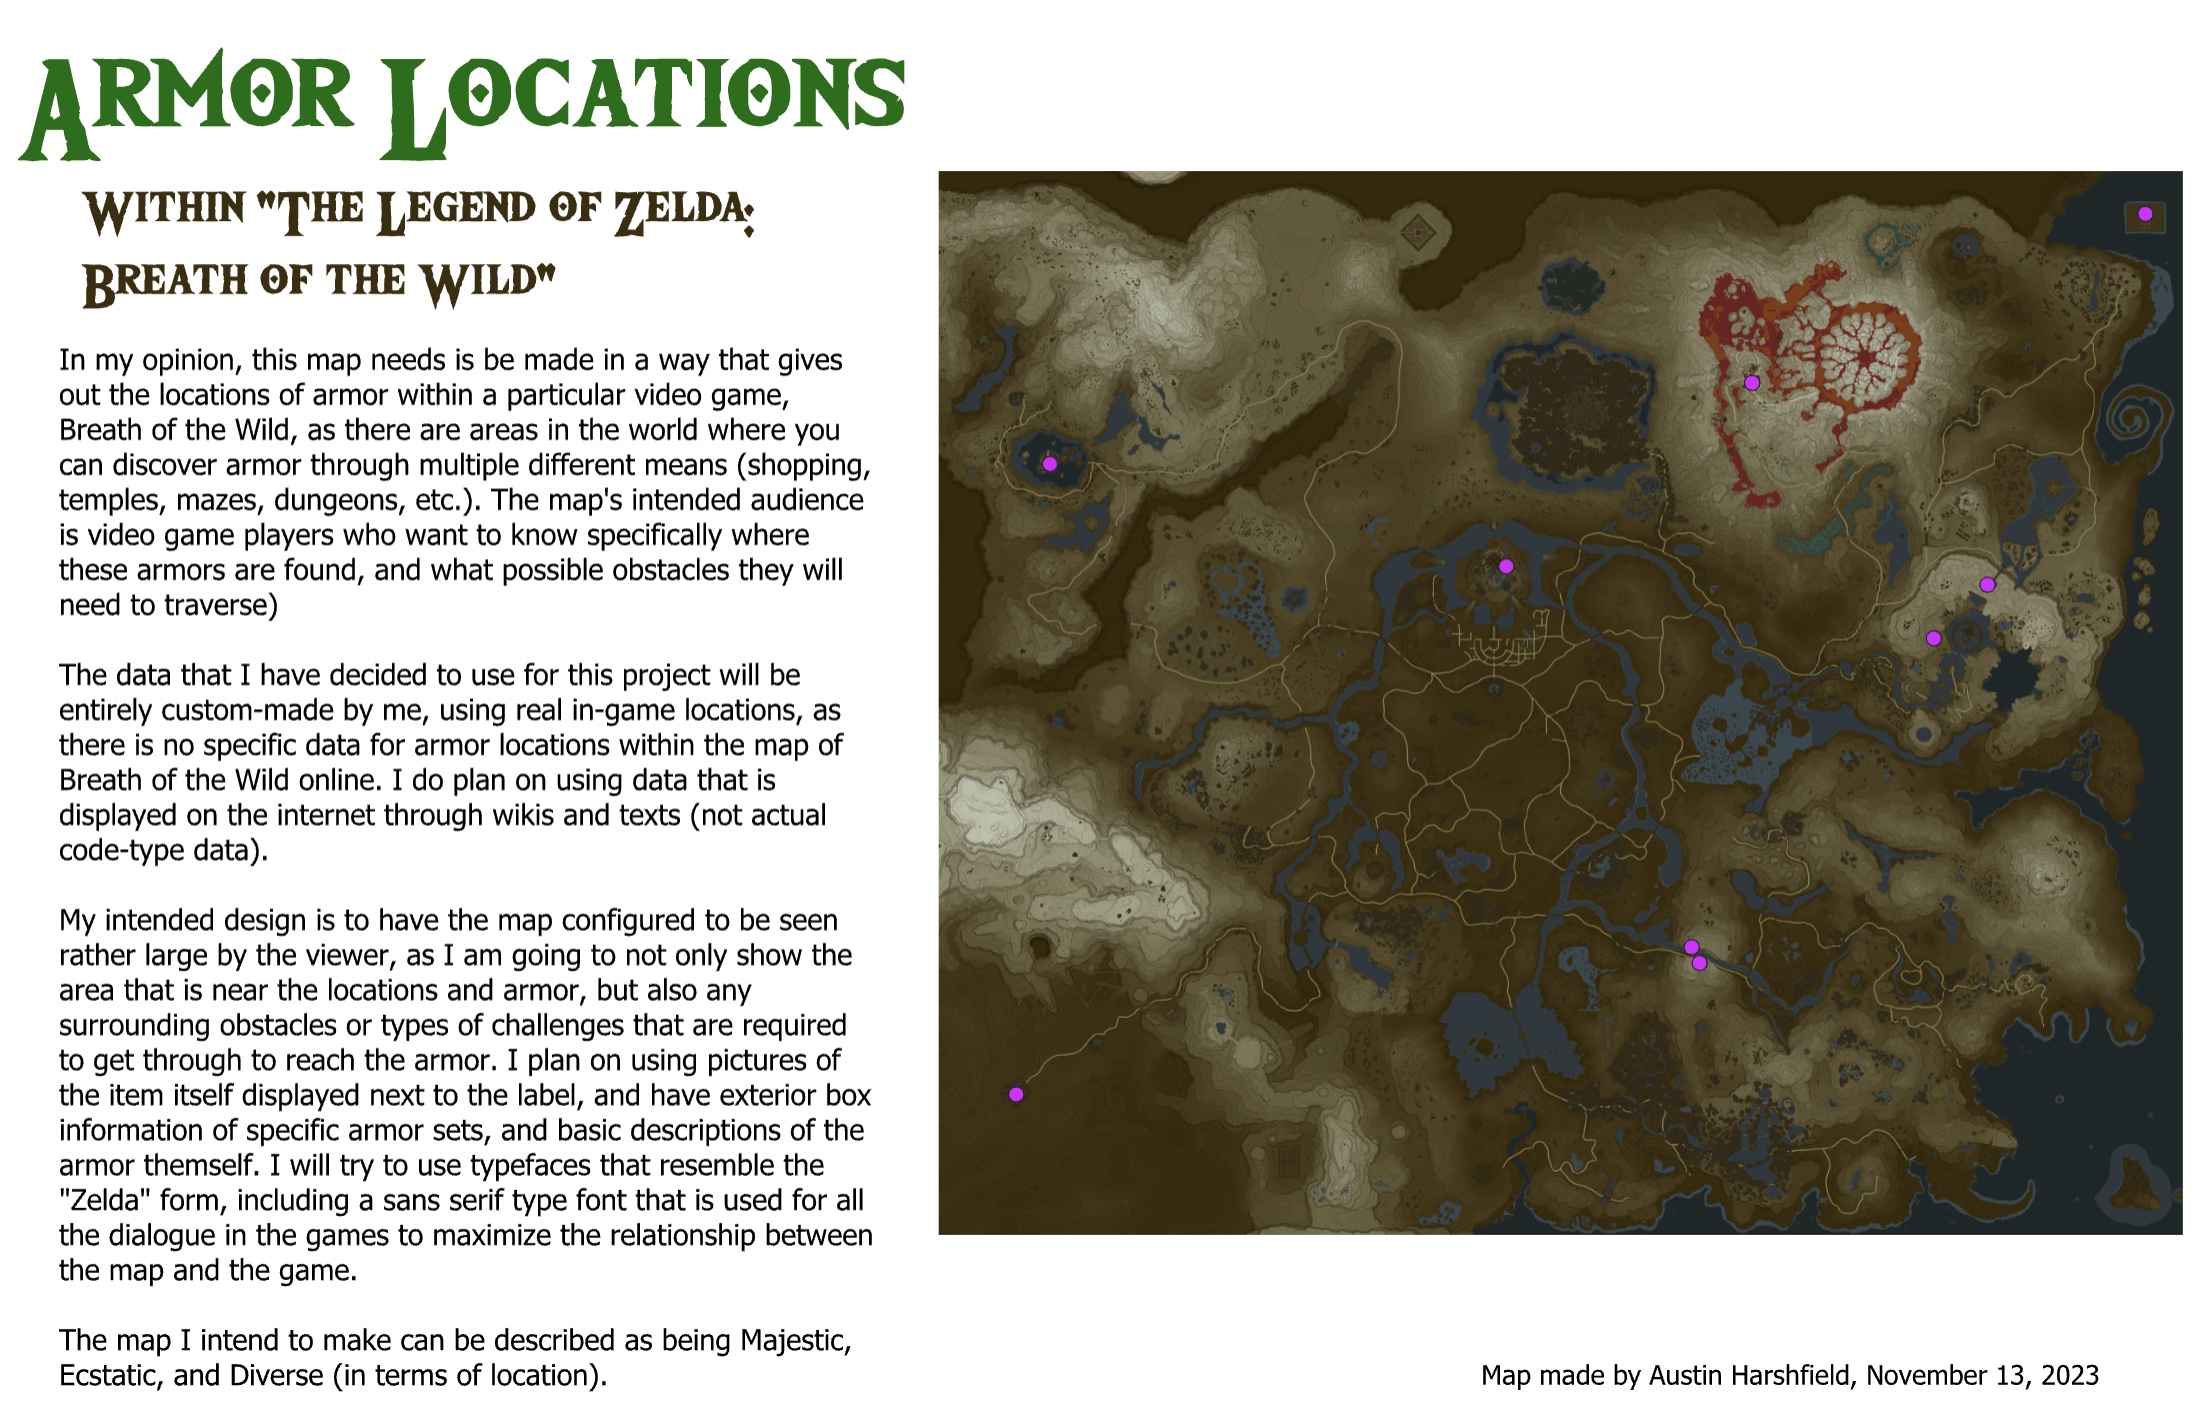 Armor Locations
Within "The Legend of Zelda:
Breath of the Wild"
In my opinion, this map needs is be made in a way that gives
out the locations of armor within a particular video game,
Breath of the Wild, as there are areas in the world where you
can discover armor through multiple different means (shopping,
temples, mazes, dungeons, etc.). The map's intended audience
is video game players who want to know specifically where
these armors are found, and what possible obstacles they will
need to traverse)
The data that I have decided to use for this project will be
entirely custom-made by me, using real in-game locations, as
there is no specific data for armor locations within the map of
Breath of the Wild online. I do plan on using data that is
displayed on the internet through wikis and texts (not actual
code-type data).
My intended design is to have the map configured to be seen
rather large by the viewer, as I am going to not only show the
area that is near the locations and armor, but also any
surrounding obstacles or types of challenges that are required
to get through to reach the armor. I plan on using pictures of
the item itself displayed next to the label, and have exterior box
information of specific armor sets, and basic descriptions of the
armor themself. I will try to use typefaces that resemble the
"Zelda" form, including a sans serif type font that is used for all
the dialogue in the games to maximize the relationship between
the map and the game.
The map I intend to make can be described as being Majestic,
Ecstatic, and Diverse (in terms of location).
Map made by Austin Harshfield, November 13, 2023